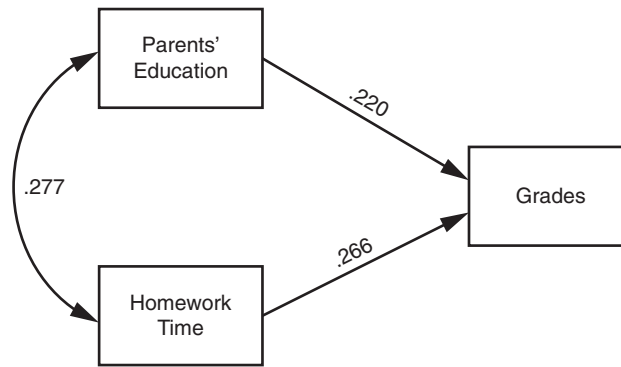 Parents’
Education
.220
.277
Grades
.266
Homework
Time